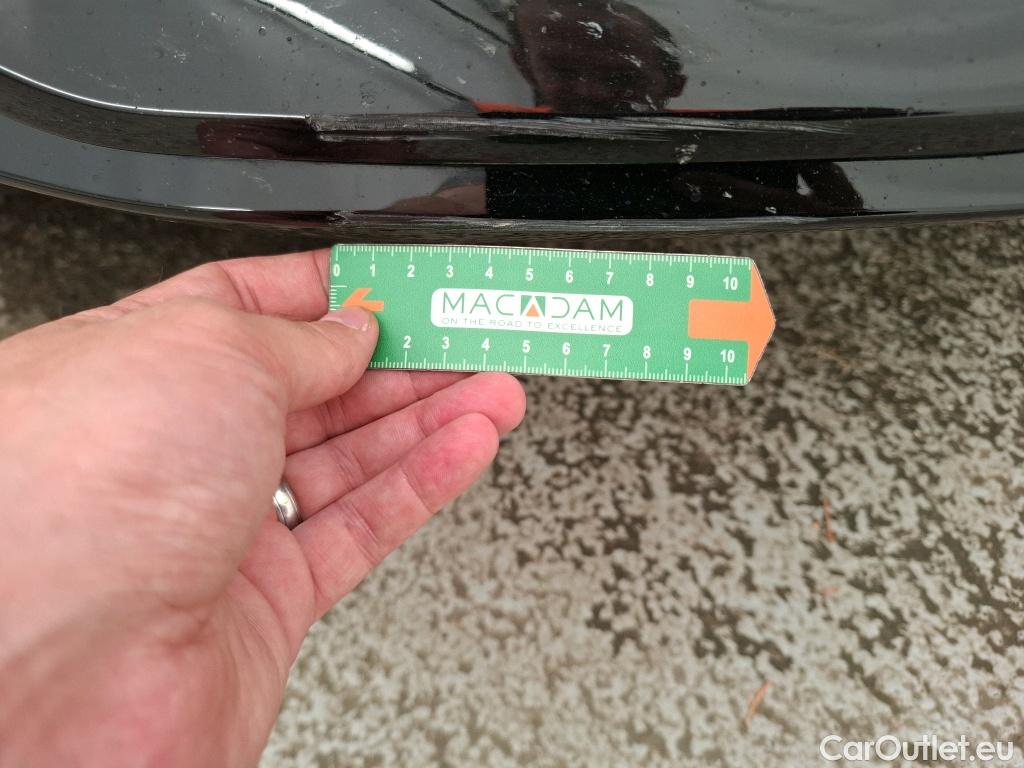 0 1 2 3 4 5 6 7 8 9 10
MACADAM
ON THE ROAD TO EXCELLENCE
2 3 4 5 6 7 8 9 10
CarOutlet.eu